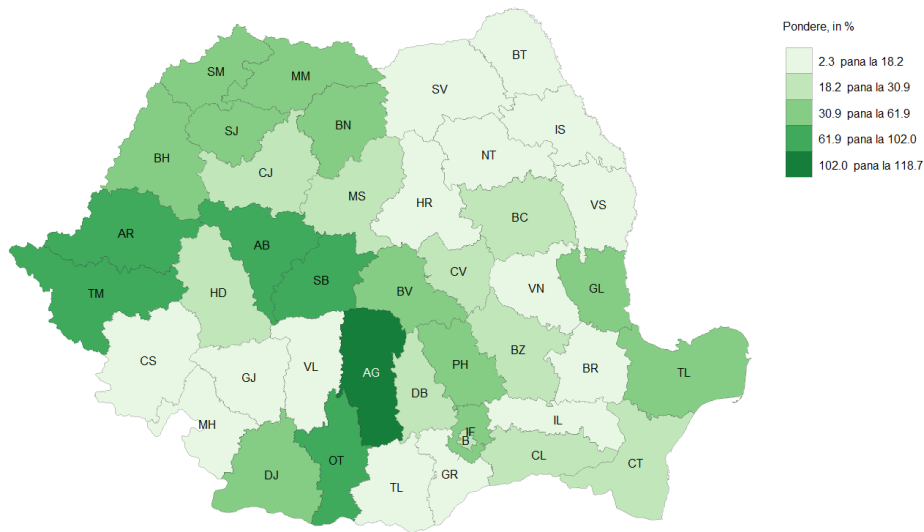 Pondere, in %
2.3 pana la 18.2
18.2 pana la 30.9
30.9 pana la 61.9
61.9 pana la 102.0
102.0 pana la 118.7
BT
SM
MM
SV
SJ
BN
IS
BH
NT
CJ
MS
HR
BC
VS
AR
AB
SB
CV
TM
HD
BV
VN
GL
CS
GJ
VL
AG
PH
BZ
BR
TL
DB
MH
IL
IF
B
DJ
OT
CL
CT
TL
GR